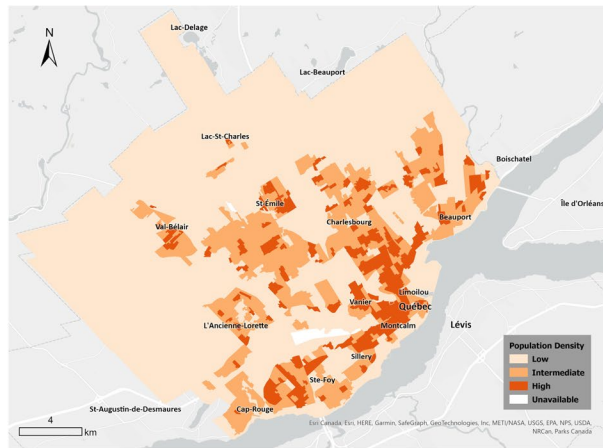 Lac-Delage
N
Lac-Beauport
Lac-St-Charles
Boischatel
St-Émile
Île d'Orléans
Charlesbourg
Beauport
Val-Bélair
Limoilou
Vanier
Québec
L'Ancienne-Lorette
Montcalm
Lévis
Sillery
Population Density
Low
Intermediate
High
Unavailable
Ste-Foy
St-Augustin-de-Desmaures
Cap-Rouge
4
km
Esri Canada, Esri, HERE, Garmin, SafeGraph, GeoTechnologies, Inc, METI/NASA, USGS, EPA, NPS, USDA,
NRCan, Parks Canada